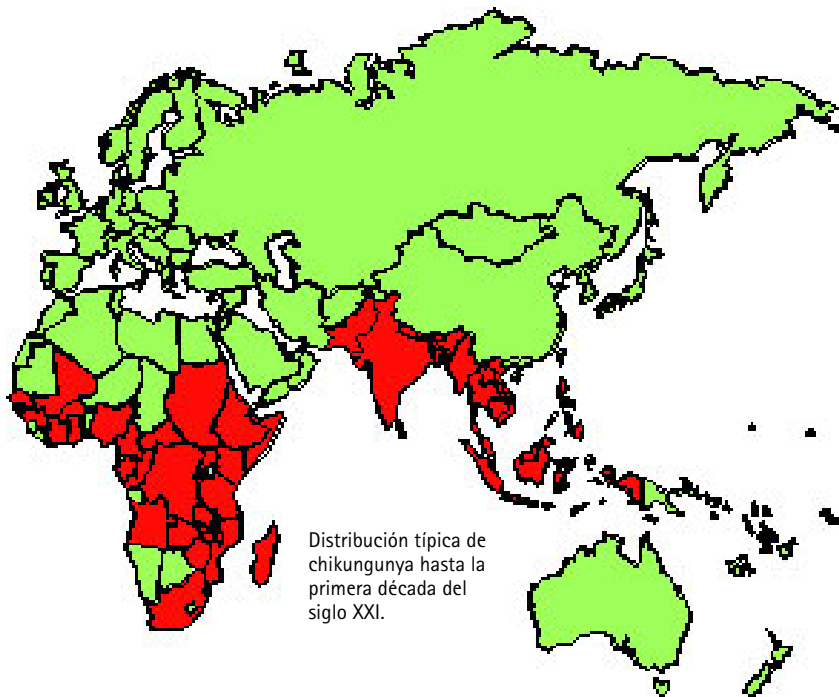 Distribución típica de
chikungunya hasta la
primera década del
siglo XXI.